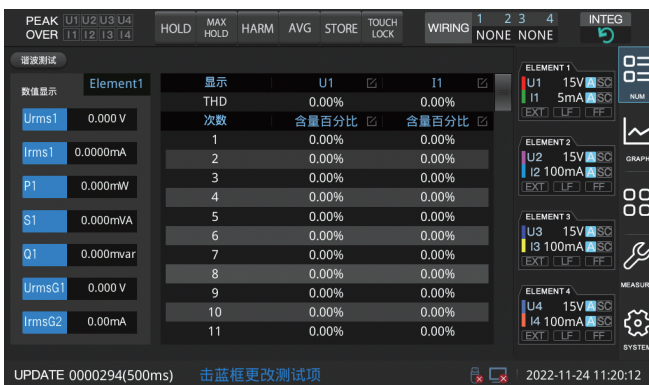 PEAK U1 U2 U3 U4
OVER I1 I2 I3 I4
HOLD
MAX HOLD
HARM
AVG
STORE
TOUCH LOCK
WIRING
1 2 3 4
NONE NONE
INTEG
谐波测试
数值显示 Element1
Urms1 0.000 V
Irms1 0.0000mA
P1 0.000mW
S1 0.000mVA
Q1 0.000mvar
UrmsG1 0.000 V
IrmsG2 0.00mA
显示 U1 I1
THD 0.00% 0.00%
次数 含量百分比 含量百分比
1 0.00% 0.00%
2 0.00% 0.00%
3 0.00% 0.00%
4 0.00% 0.00%
5 0.00% 0.00%
6 0.00% 0.00%
7 0.00% 0.00%
8 0.00% 0.00%
9 0.00% 0.00%
10 0.00% 0.00%
11 0.00% 0.00%
ELEMENT 1
U1 15V A SC
I1 5mA A SC
EXT LF FF
ELEMENT 2
U2 15V A SC
I2 100mA A SC
EXT LF FF
ELEMENT 3
U3 15V A SC
I3 100mA A SC
EXT LF FF
ELEMENT 4
U4 15V A SC
I4 100mA A SC
EXT LF FF
NUM
GRAPH
MEASUR
SYSTEM
UPDATE 0000294(500ms) 击蓝框更改测试项 2022-11-24 11:20:12